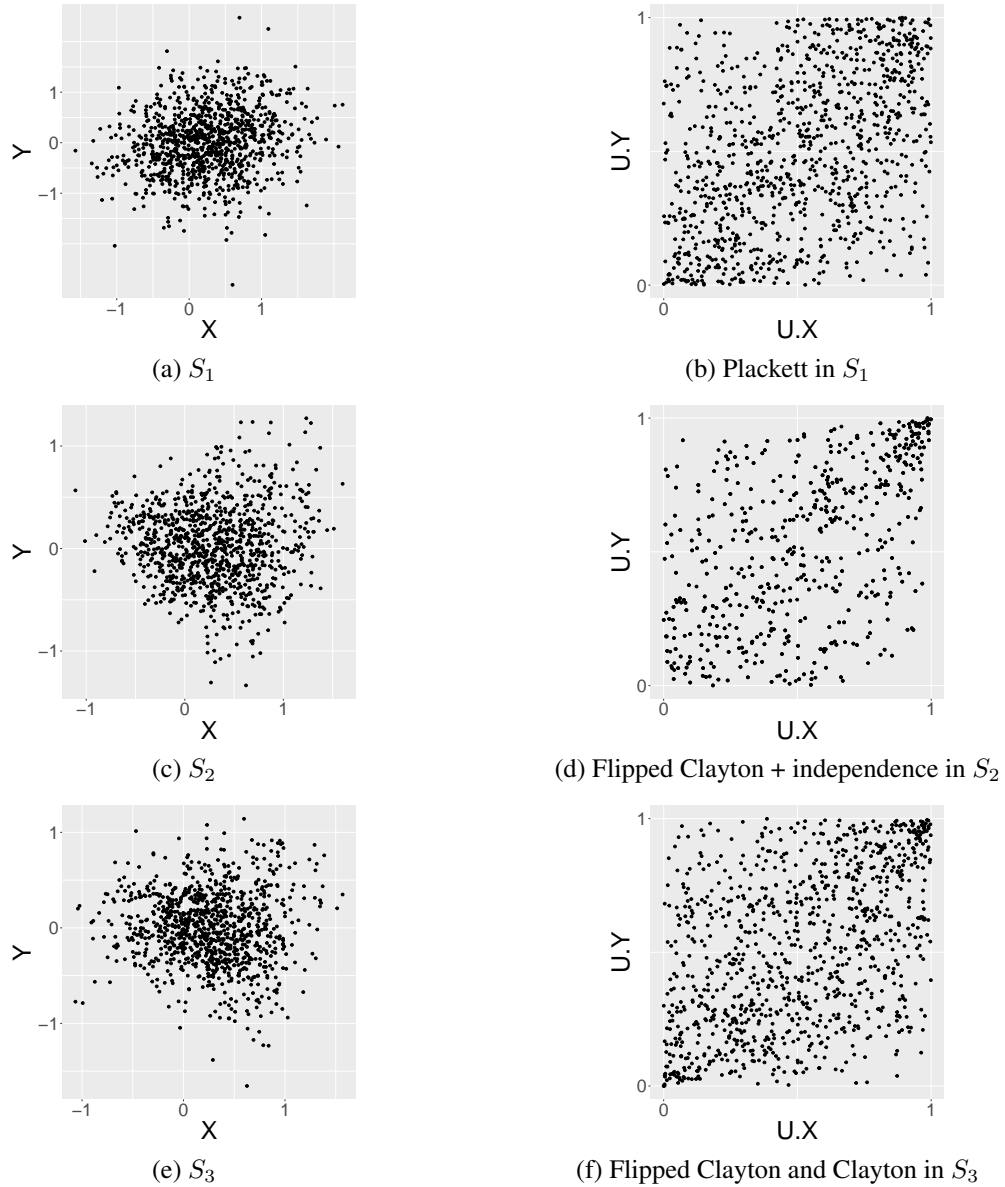 1
0
−1
Y
−1
0
1
X
(a) S1
1
0
U.Y
0
1
U.X
(b) Plackett in S1
1
0
−1
Y
−1
0
1
X
(c) S2
1
0
U.Y
0
1
U.X
(d) Flipped Clayton + independence in S2
1
0
−1
Y
−1
0
1
X
(e) S3
1
0
U.Y
0
1
U.X
(f) Flipped Clayton and Clayton in S3